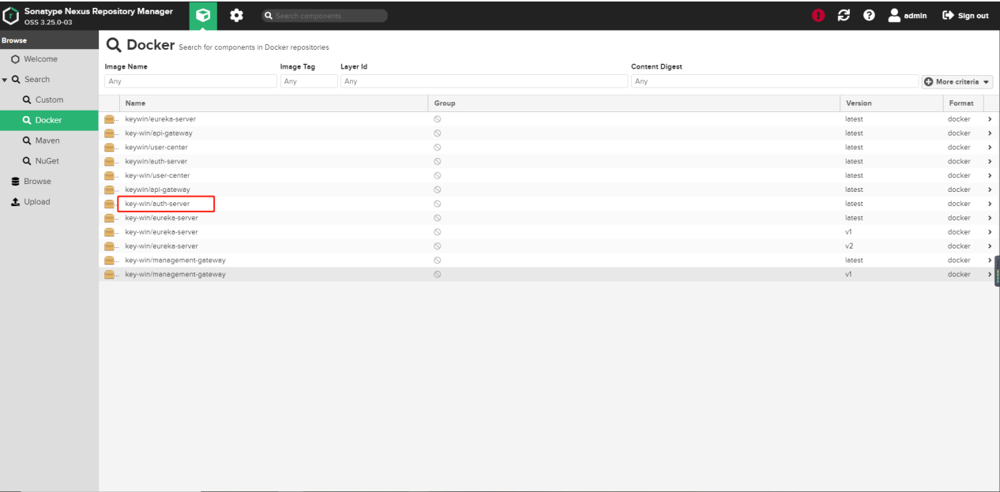 Sonatype Nexus Repository Manager
OSS 3.25.0-03
Search components
admin
Sign out
Browse
Welcome
Search
Custom
Docker
Maven
NuGet
Browse
Upload
Docker Search for components in Docker repositories
Image Name Image Tag Layer Id Content Digest
Any Any Any Any More criteria
Name Group Version Format
keywin/eureka-server latest docker
key-win/api-gateway latest docker
keywin/user-center latest docker
keywin/auth-server latest docker
key-win/user-center latest docker
keywin/api-gateway latest docker
key-win/auth-server latest docker
key-win/eureka-server latest docker
key-win/eureka-server v1 docker
key-win/eureka-server v2 docker
key-win/management-gateway latest docker
key-win/management-gateway v1 docker